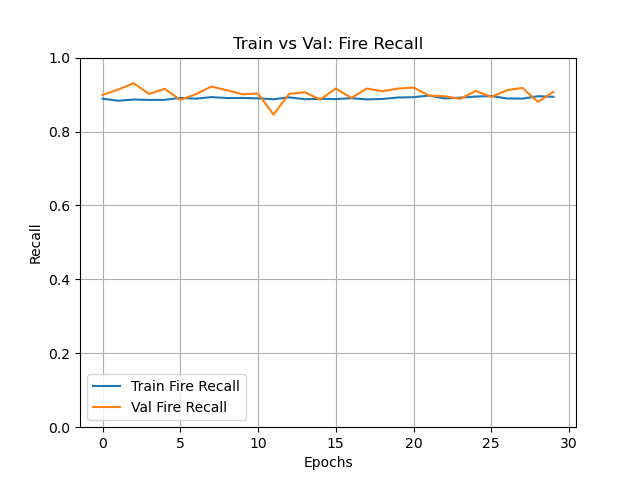 Train vs Val: Fire Recall
1.0
0.8
0.6
0.4
0.2
0.0
Recall
Train Fire Recall
Val Fire Recall
0 5 10 15 20 25 30
Epochs